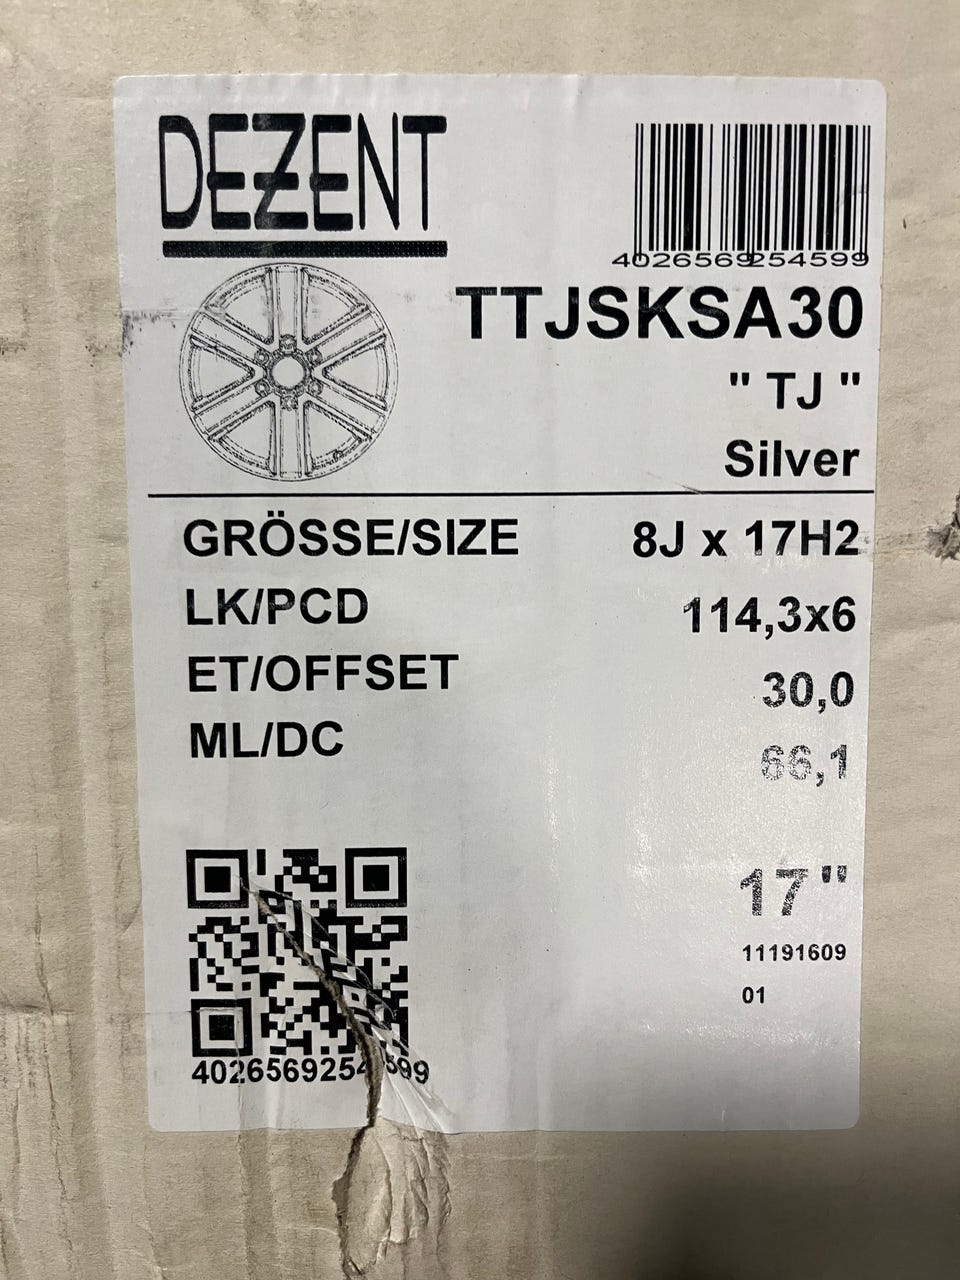 DEZENT
4026569254599
TTJSKSA30
" TJ "
Silver
GRÖSSE/SIZE 8J x 17H2
LK/PCD 114,3x6
ET/OFFSET 30,0
ML/DC 66,1
17"
11191609
01
4026569254599